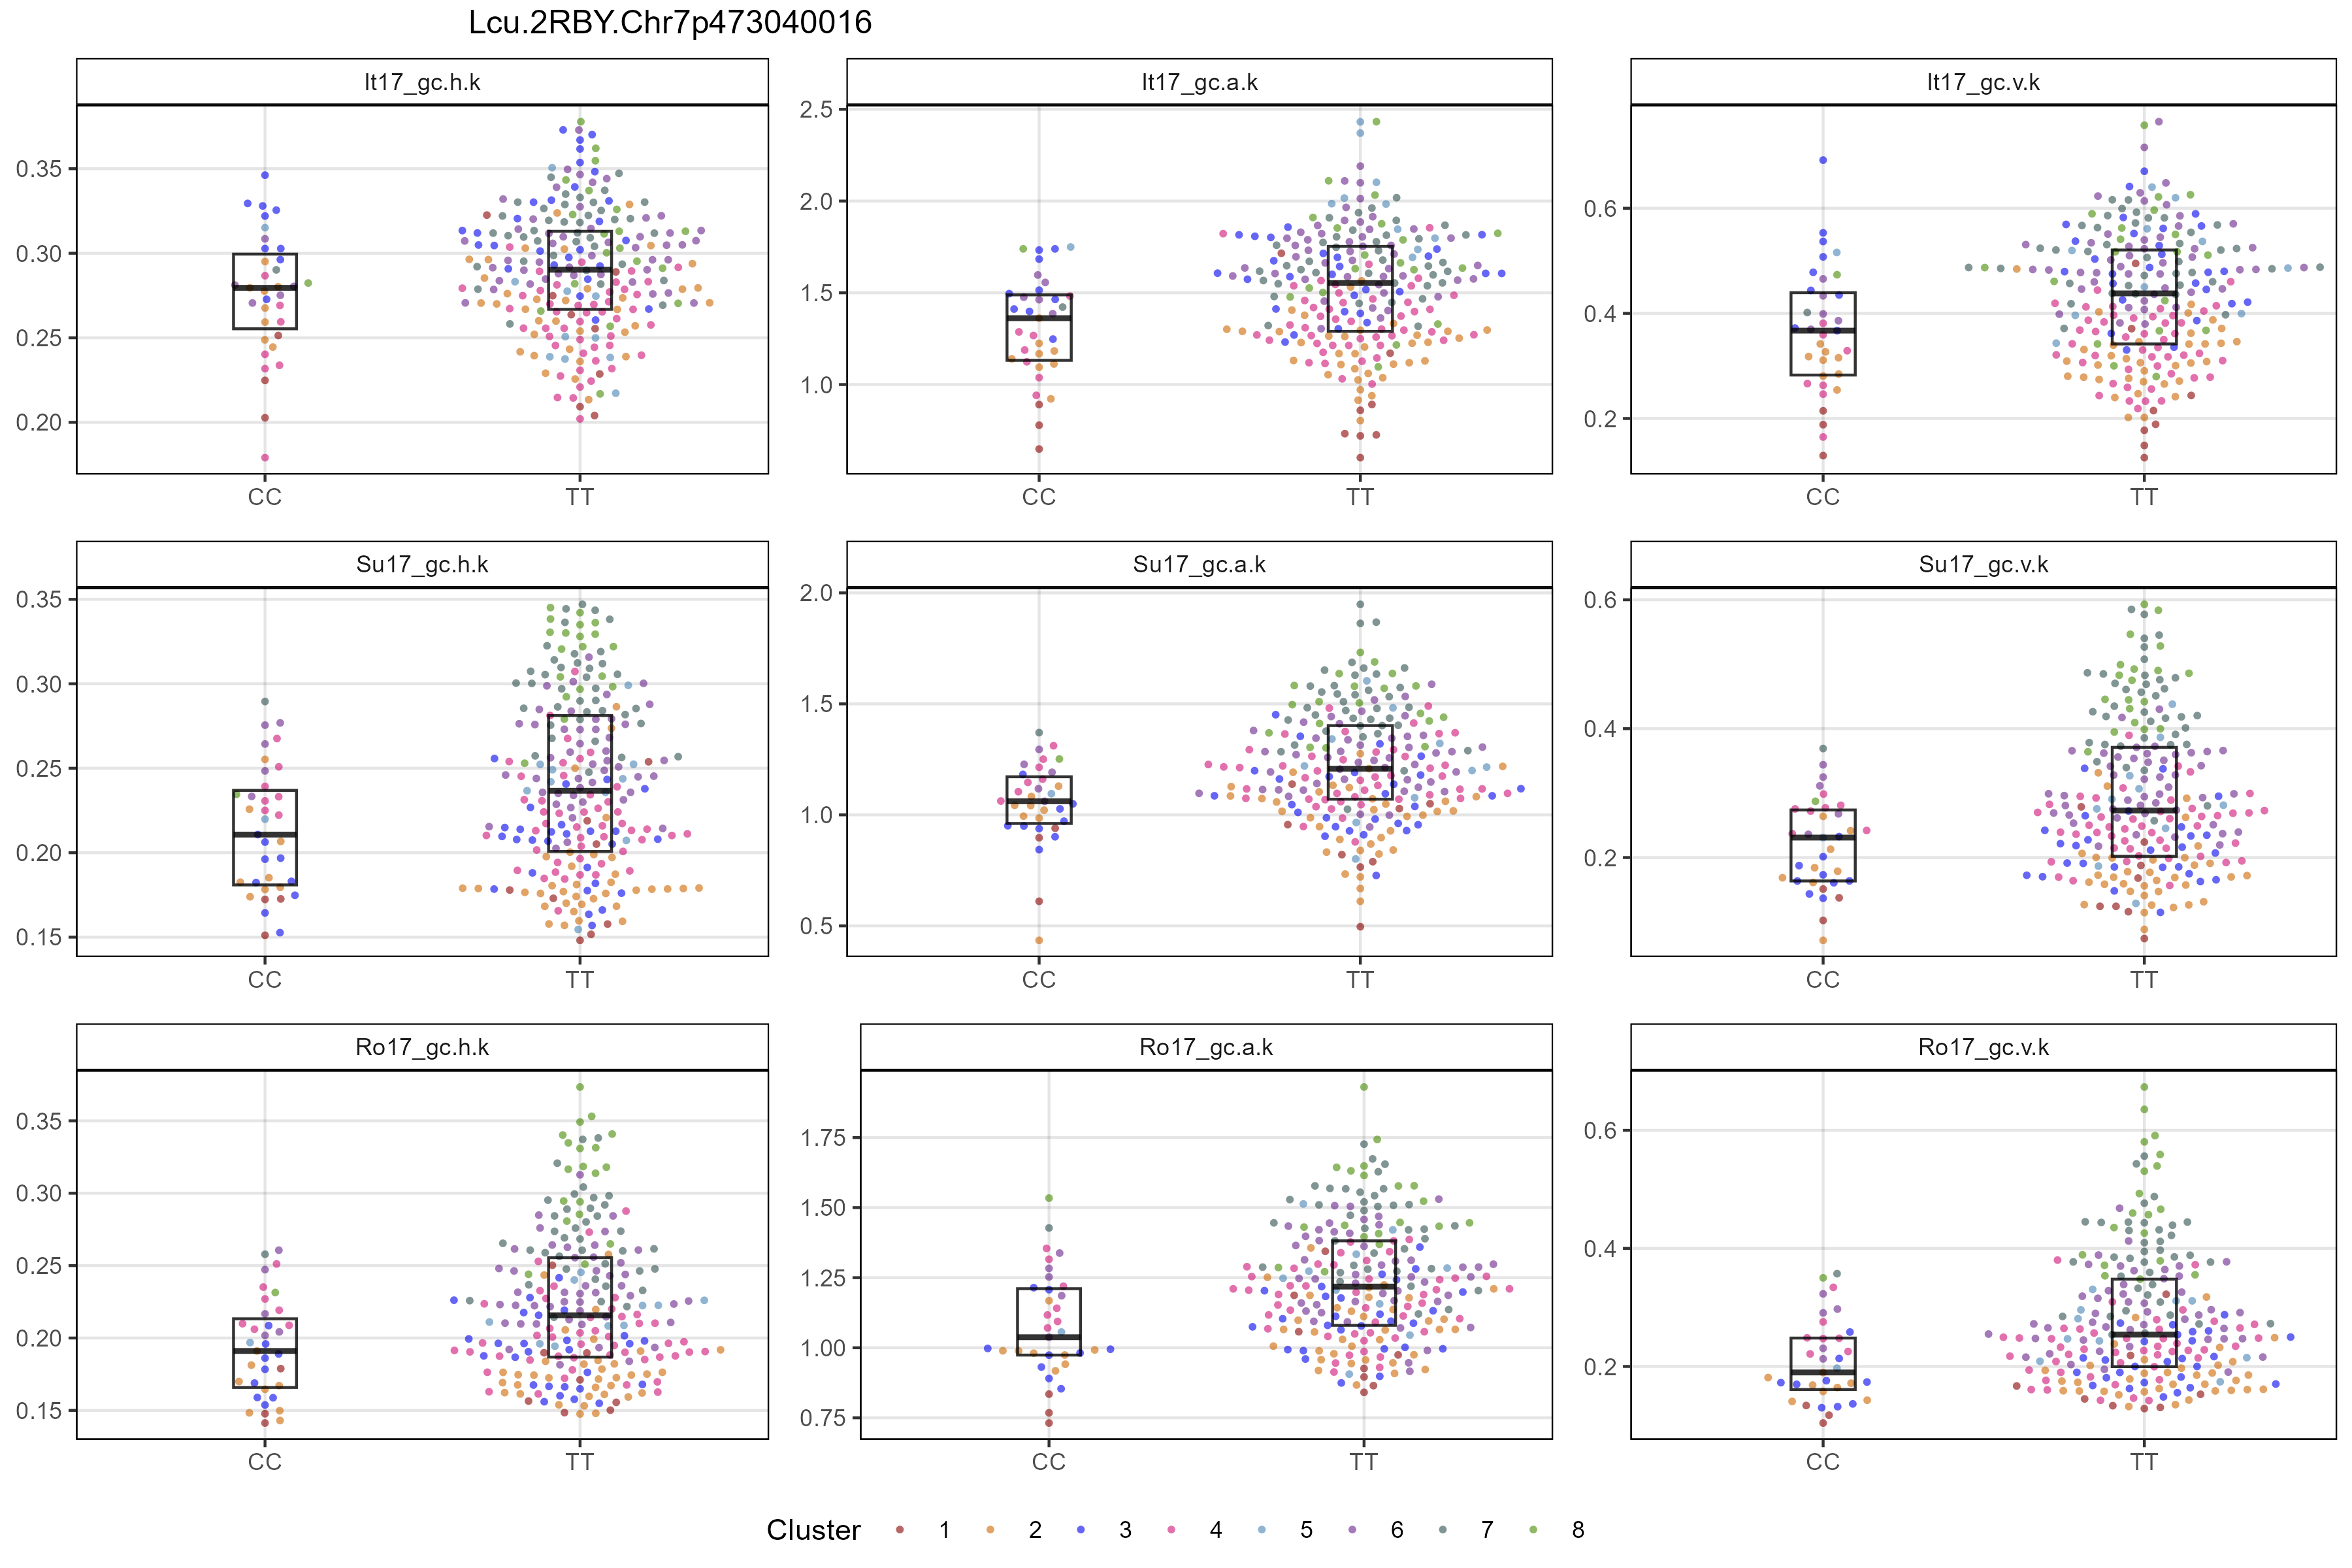 Lcu.2RBY.Chr7p473040016
It17_gc.h.k
It17_gc.a.k
It17_gc.v.k
0.35
0.30
0.25
0.20
CC
TT
2.5
2.0
1.5
1.0
CC
TT
0.6
0.4
0.2
CC
TT
Su17_gc.h.k
Su17_gc.a.k
Su17_gc.v.k
0.35
0.30
0.25
0.20
0.15
CC
TT
2.0
1.5
1.0
0.5
CC
TT
0.6
0.4
0.2
CC
TT
Ro17_gc.h.k
Ro17_gc.a.k
Ro17_gc.v.k
0.35
0.30
0.25
0.20
0.15
CC
TT
1.75
1.50
1.25
1.00
0.75
CC
TT
0.6
0.4
0.2
CC
TT
Cluster 1 2 3 4 5 6 7 8